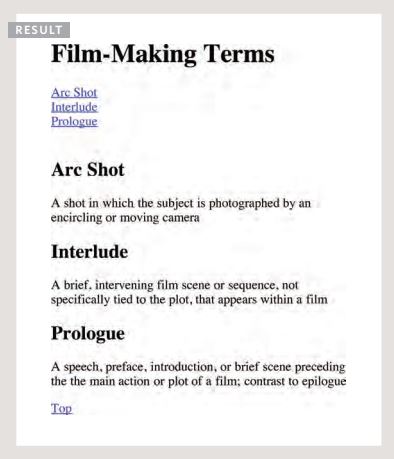 RESULT
Film-Making Terms
Arc Shot
Interlude
Prologue
Arc Shot
A shot in which the subject is photographed by an
encircling or moving camera
Interlude
A brief, intervening film scene or sequence, not
specifically tied to the plot, that appears within a film
Prologue
A speech, preface, introduction, or brief scene preceding
the the main action or plot of a film; contrast to epilogue
Top